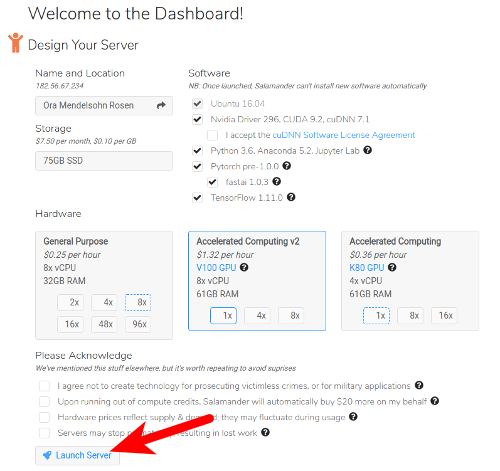 Welcome to the Dashboard!
Design Your Server
Name and Location
182.56.67.234
Ora Mendelsohn Rosen
Storage
$7.50 per month, $0.10 per GB
75GB SSD
Software
NB: Once launched, Salamander can't install new software automatically
Ubuntu 16.04
Nvidia Driver 296, CUDA 9.2, cuDNN 7.1
I accept the cuDNN Software License Agreement
Python 3.6, Anaconda 5.2, Jupyter Lab ?
Pytorch pre-1.0.0 ?
fastai 1.0.3 ?
TensorFlow 1.11.0 ?
Hardware
General Purpose
$0.25 per hour
8x vCPU
32GB RAM
2x 4x 8x
16x 48x 96x
Accelerated Computing v2
$1.32 per hour
V100 GPU ?
8x vCPU
61GB RAM
1x 4x 8x
Accelerated Computing
$0.36 per hour
K80 GPU ?
4x vCPU
61GB RAM
1x 8x 16x
Please Acknowledge
We've mentioned this stuff elsewhere, but it's worth repeating to avoid suprises
I agree not to create technology for prosecuting victimless crimes, or for military applications ?
Upon running out of compute credits, Salamander will automatically buy $20 more on my behalf ?
Hardware prices reflect supply & they may fluctuate during usage ?
Servers may stop resulting in lost work ?
Launch Server